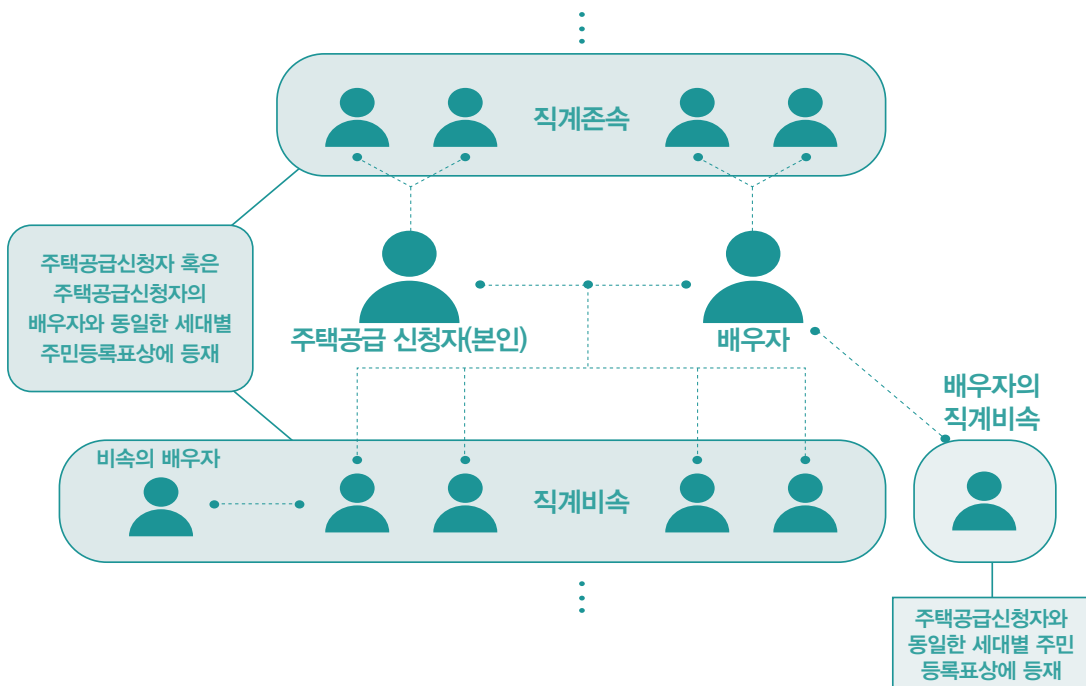 직계존속
주택공급신청자 혹은
주택공급신청자의
배우자와 동일한 세대별
주민등록표상에 등재
주택공급 신청자(본인)
배우자
배우자의
직계비속
비속의 배우자
직계비속
주택공급신청자와
동일한 세대별 주민
등록표상에 등재